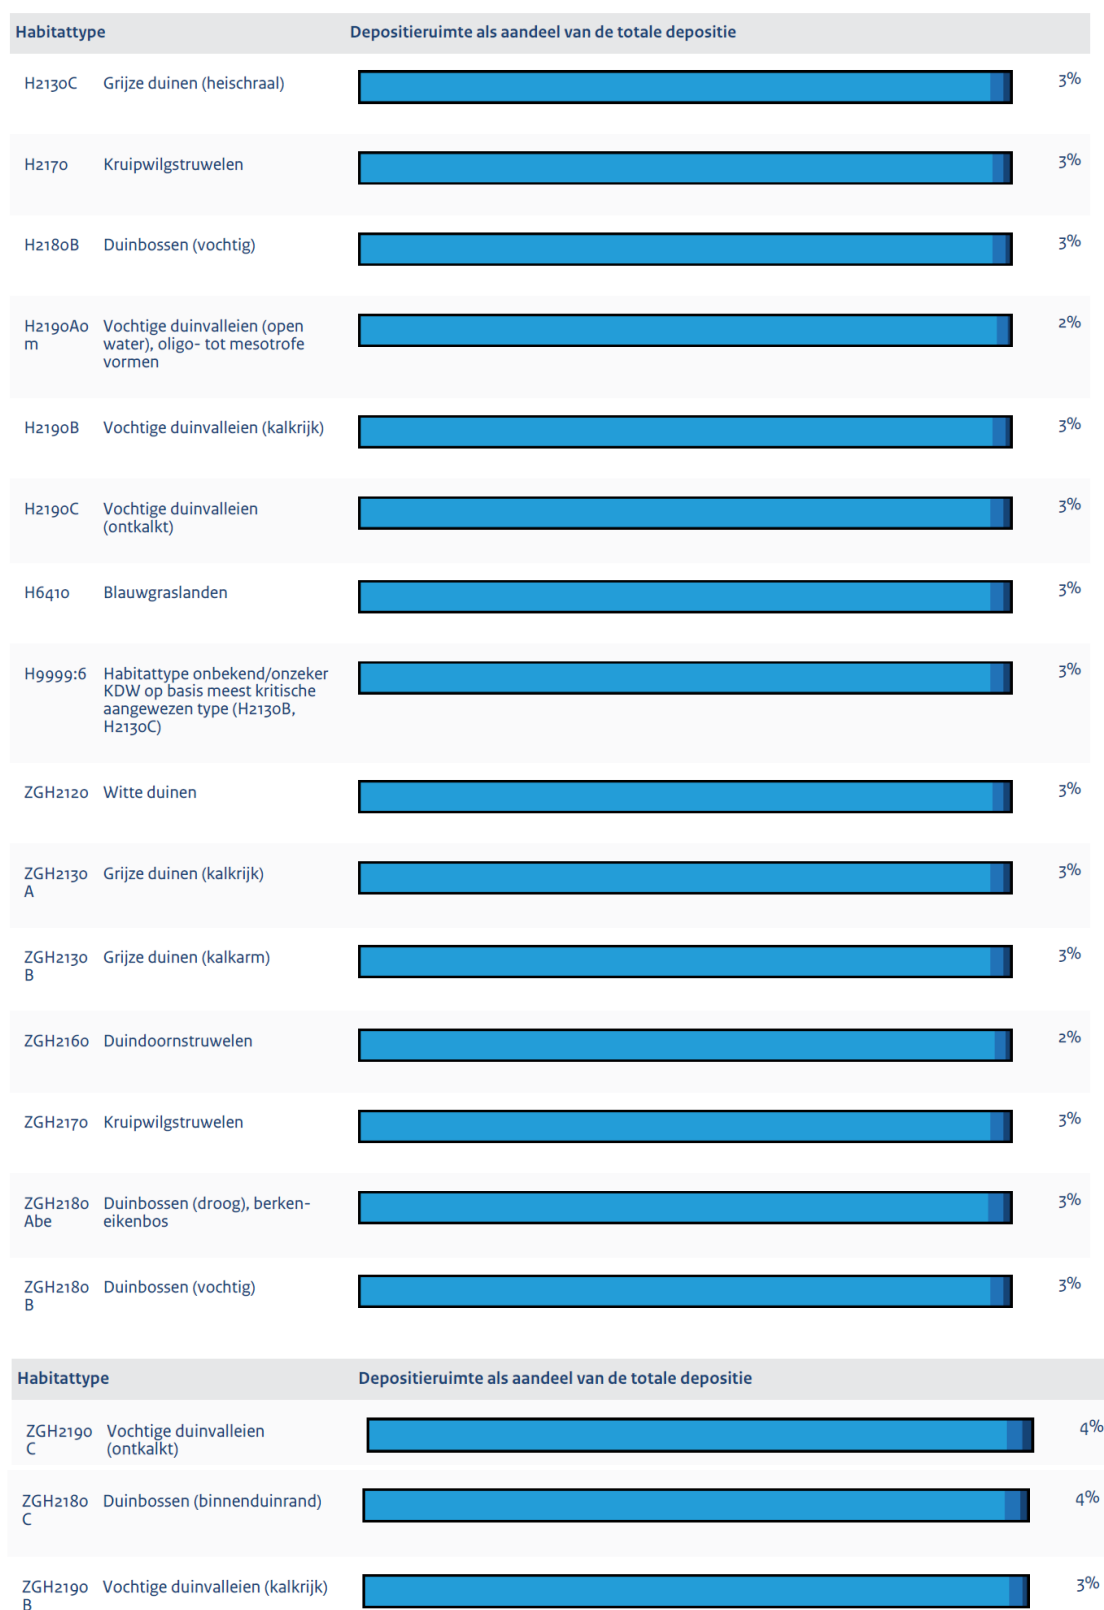 Habitattype Depositieruimte als aandeel van de totale depositie
H2130C Grijze duinen (heischraal) 3%
H2170 Kruipwilgstruwelen 3%
H2180B Duinbossen (vochtig) 3%
H2190Ao Vochtige duinvalleien (open 2%
m water), oligo- tot mesotrofe
vormen
H2190B Vochtige duinvalleien (kalkrijk) 3%
H2190C Vochtige duinvalleien 3%
(ontkalkt)
H6410 Blauwgraslanden 3%
H9999:6 Habitattype onbekend/onzeker 3%
KDW op basis meest kritische
aangewezen type (H2130B,
H2130C)
ZGH2120 Witte duinen 3%
ZGH2130 Grijze duinen (kalkrijk) 3%
A
ZGH2130 Grijze duinen (kalkarm) 3%
B
ZGH2160 Duindoornstruwelen 2%
ZGH2170 Kruipwilgstruwelen 3%
ZGH2180 Duinbossen (droog), berken- 3%
Abe eikenbos
ZGH2180 Duinbossen (vochtig) 3%
B
Habitattype Depositieruimte als aandeel van de totale depositie
ZGH2190 Vochtige duinvalleien 4%
C (ontkalkt)
ZGH2180 Duinbossen (binnenduinrand) 4%
C
ZGH2190 Vochtige duinvalleien (kalkrijk) 3%
B